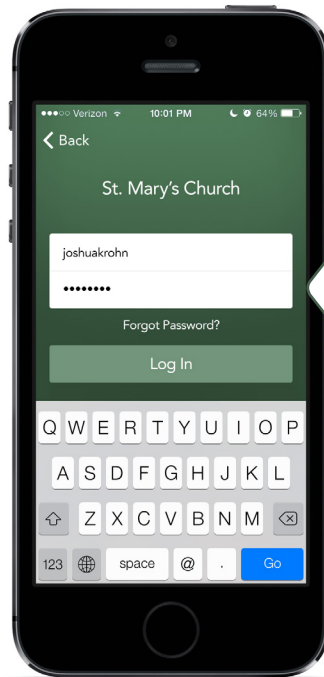 ●●●○○ Verizon 10:01 PM 64%
Back
St. Mary's Church
joshuakrohn
••••••••
Forgot Password?
Log In
Q W E R T Y U I O P
A S D F G H J K L
Z X C V B N M
123 space @ . Go